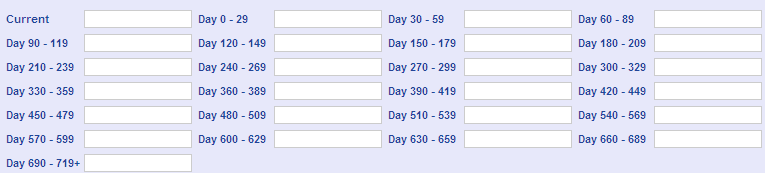 Current Day 0 - 29 Day 30 - 59 Day 60 - 89
Day 90 - 119 Day 120 - 149 Day 150 - 179 Day 180 - 209
Day 210 - 239 Day 240 - 269 Day 270 - 299 Day 300 - 329
Day 330 - 359 Day 360 - 389 Day 390 - 419 Day 420 - 449
Day 450 - 479 Day 480 - 509 Day 510 - 539 Day 540 - 569
Day 570 - 599 Day 600 - 629 Day 630 - 659 Day 660 - 689
Day 690 - 719+